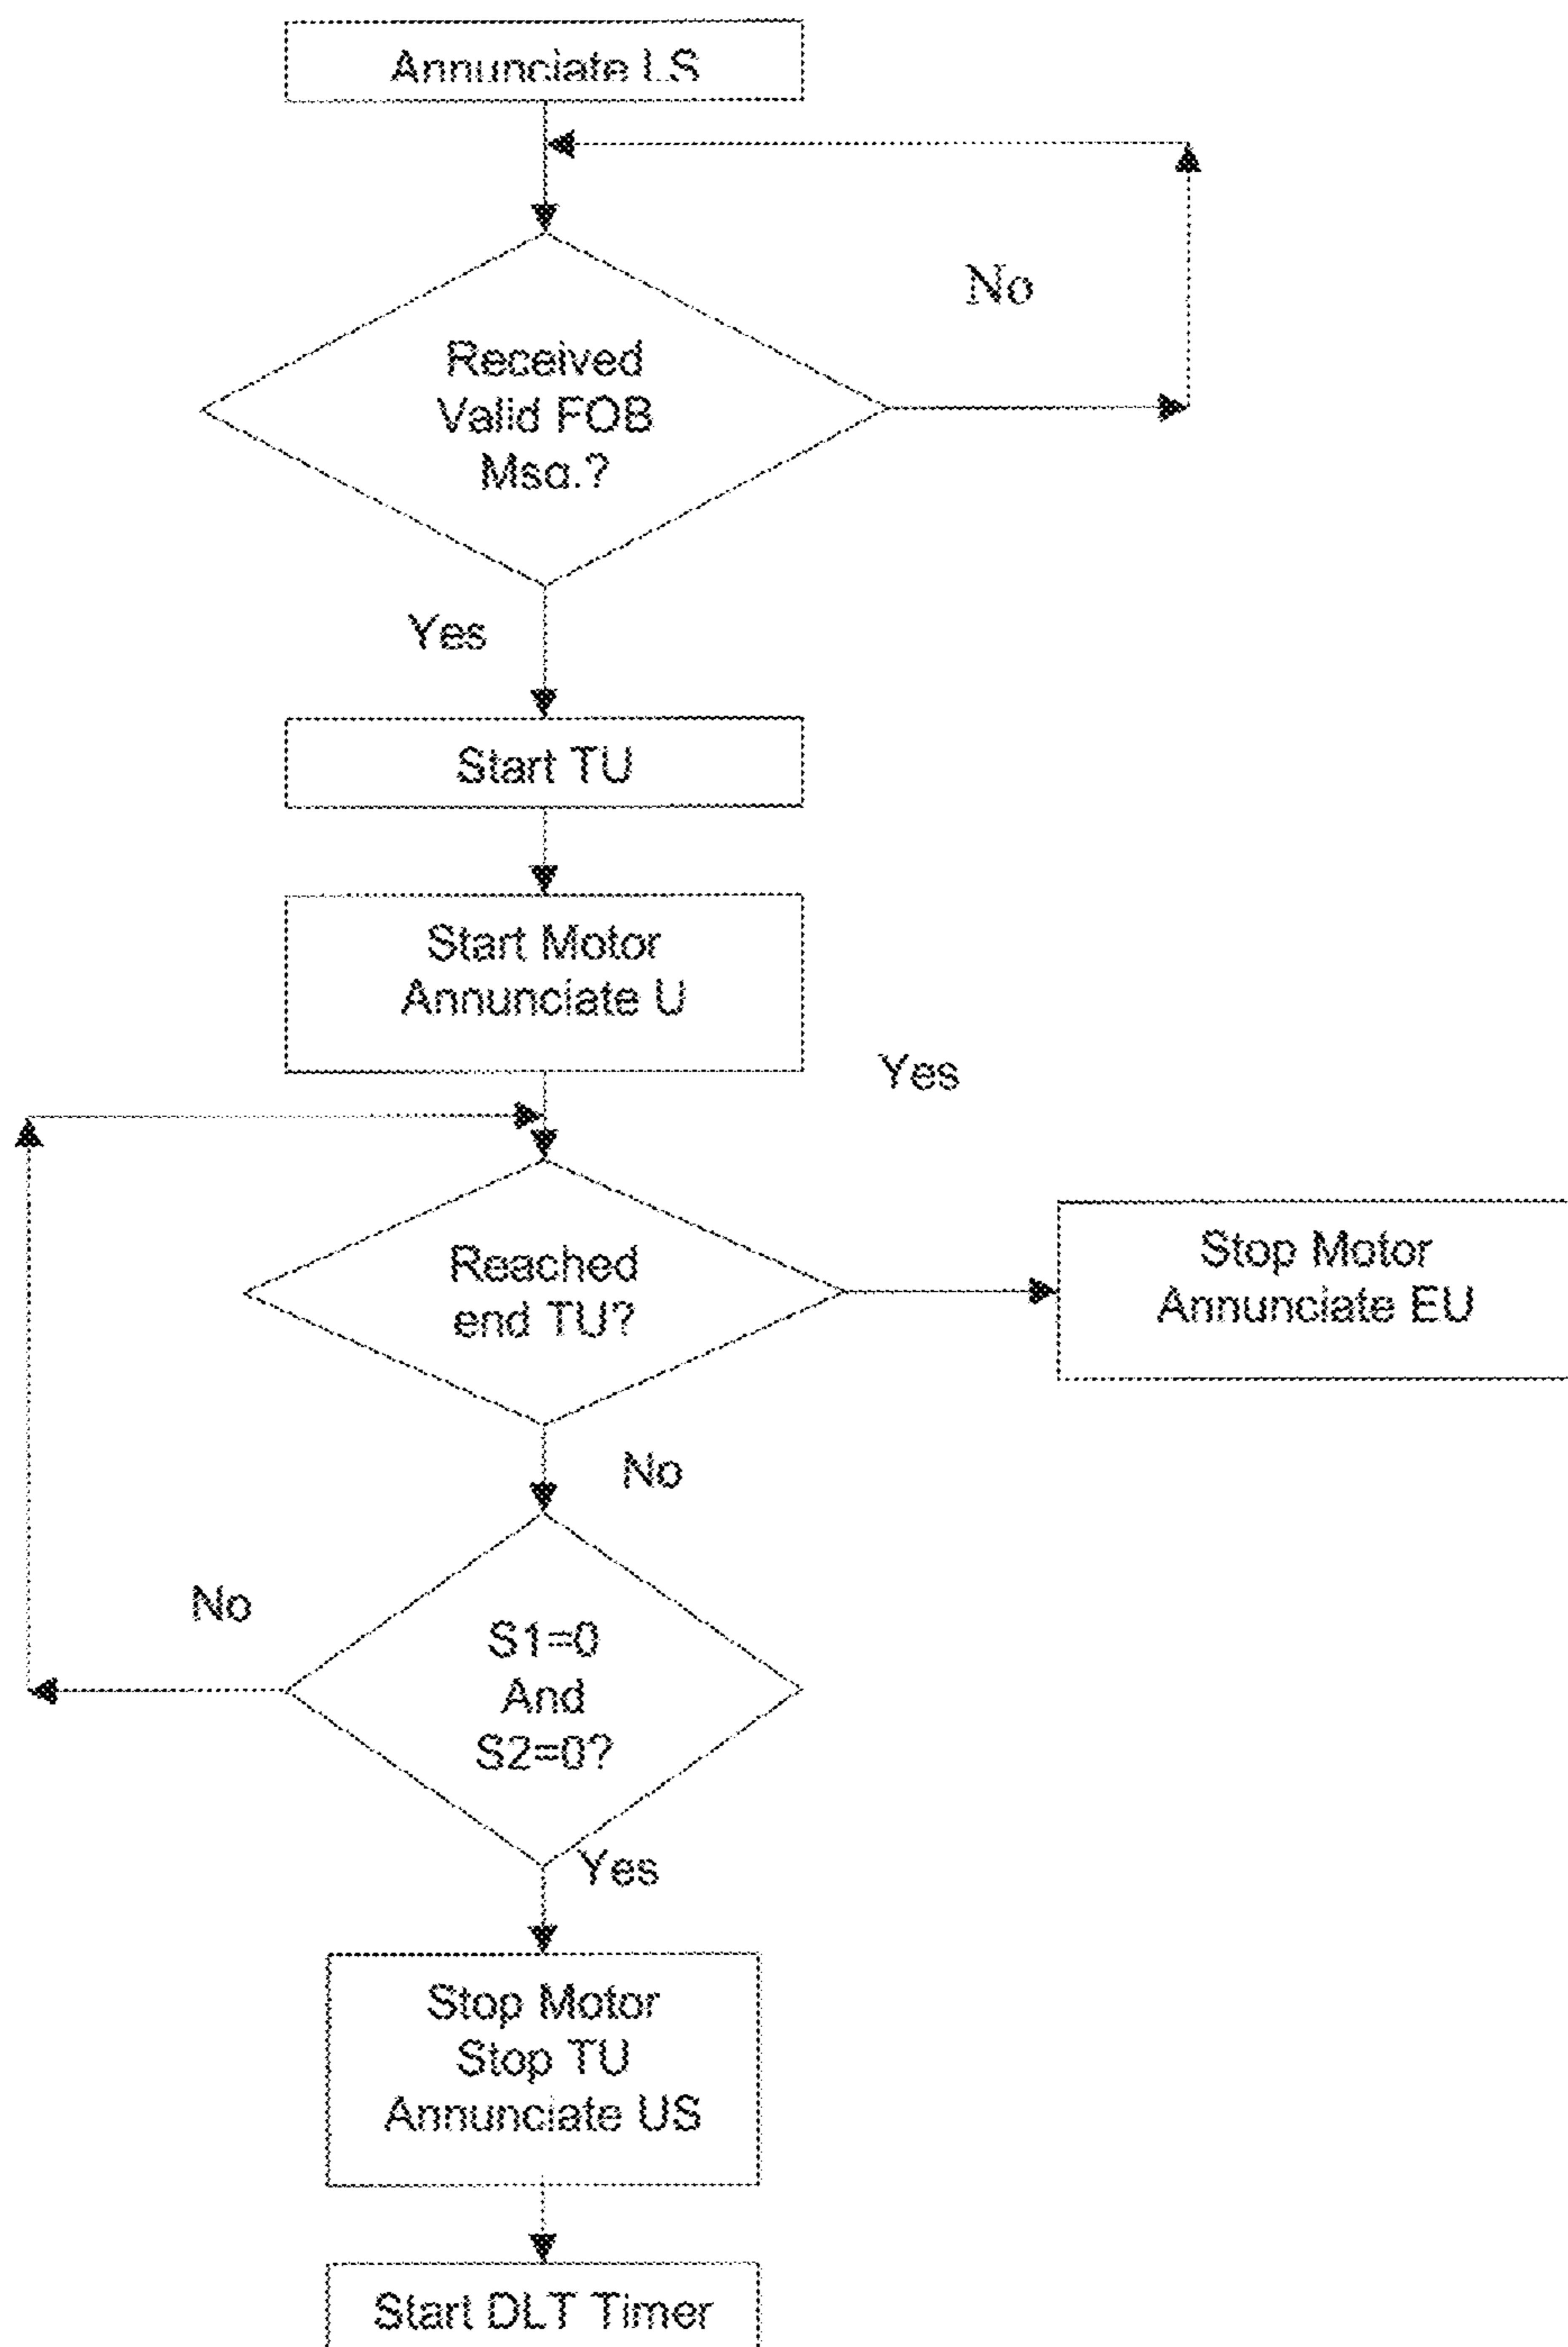 Annunciate LS
No
Received
Valid FOB
Msg.?
Yes
Start TU
Start Motor
Annunciate U
Yes
Reached
end TU?
Stop Motor
Annunciate EU
No
No
S1=0
And
S2=0?
Yes
Stop Motor
Stop TU
Annunciate US
Start DLT Timer